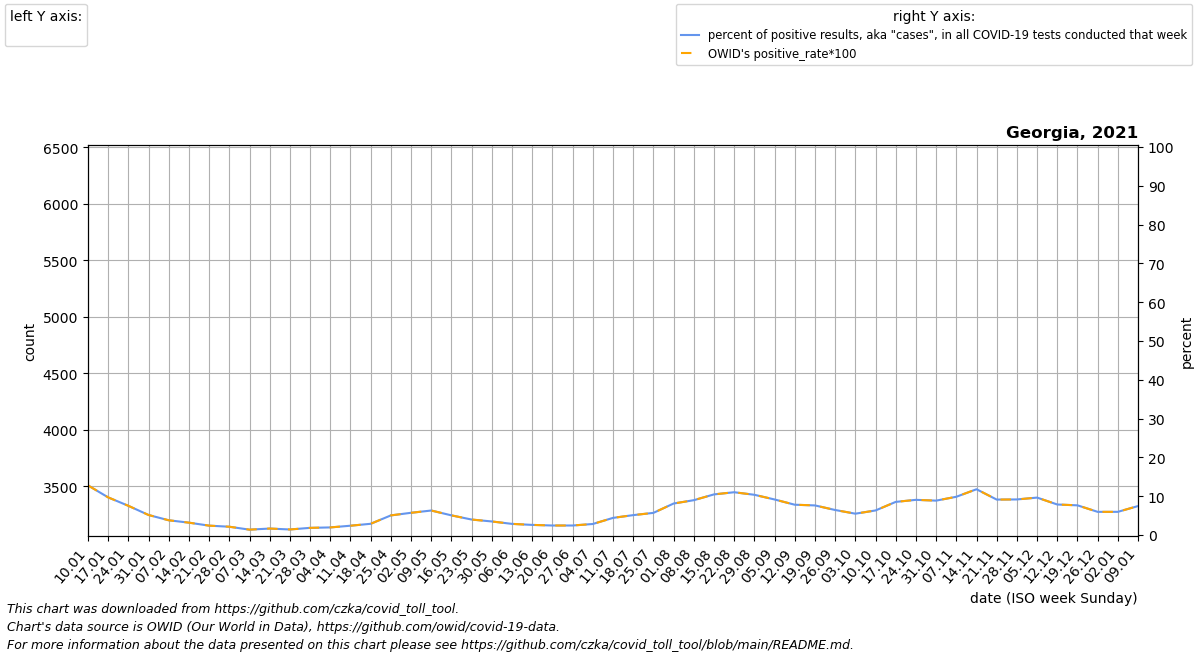 left Y axis:
right Y axis:
percent of positive results, aka "cases", in all COVID-19 tests conducted that week
OWID's positive_rate*100
Georgia, 2021
6500
6000
5500
5000
4500
4000
3500
count
100
90
80
70
60
50
40
30
20
10
0
percent
10.01 17.01 24.01 31.01 07.02 14.02 21.02 28.02 07.03 14.03 21.03 28.03 04.04 11.04 18.04 25.04 02.05 09.05 16.05 23.05 30.05 06.06 13.06 20.06 27.06 04.07 11.07 18.07 25.07 01.08 08.08 15.08 22.08 29.08 05.09 12.09 19.09 26.09 03.10 10.10 17.10 24.10 31.10 07.11 14.11 21.11 28.11 05.12 12.12 19.12 26.12 02.01 09.01
date (ISO week Sunday)
This chart was downloaded from https://github.com/czka/covid_toll_tool.
Chart's data source is OWID (Our World in Data), https://github.com/owid/covid-19-data.
For more information about the data presented on this chart please see https://github.com/czka/covid_toll_tool/blob/main/README.md.